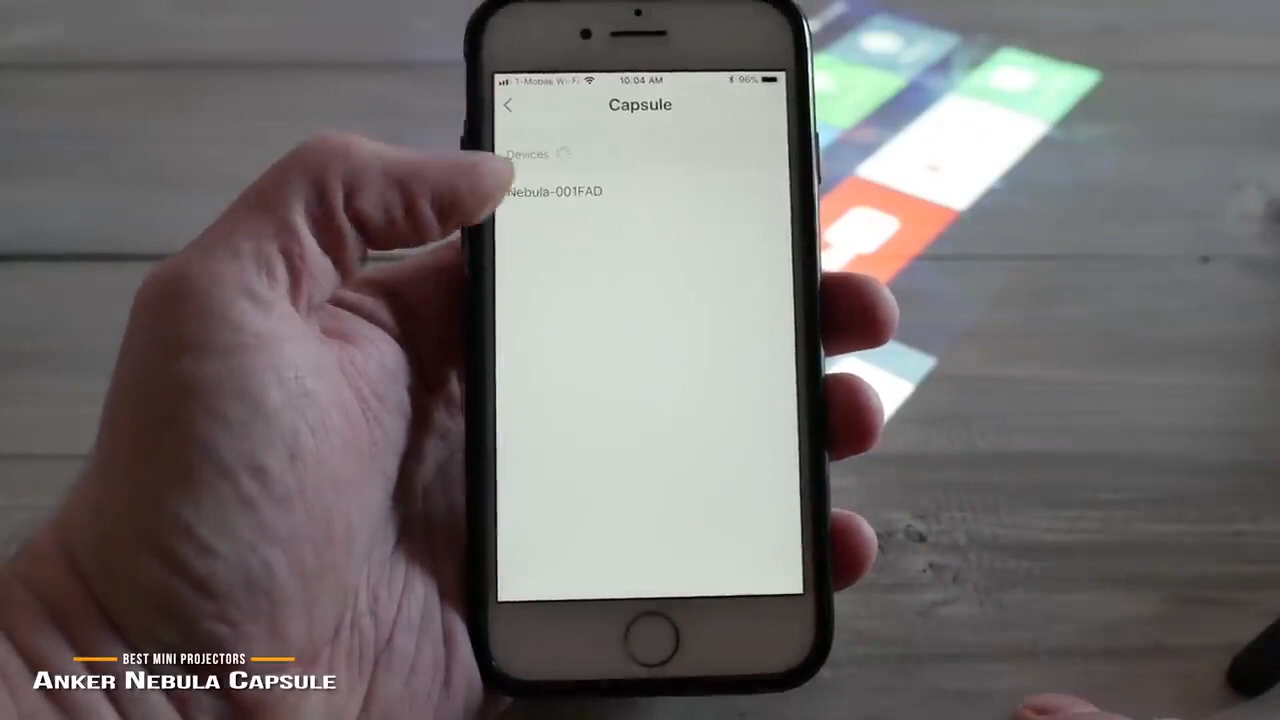 T-Mobile Wi-Fi 10:04 AM 96%
Capsule
Devices
Nebula-001FAD
BEST MINI PROJECTORS
ANKER NEBULA CAPSULE